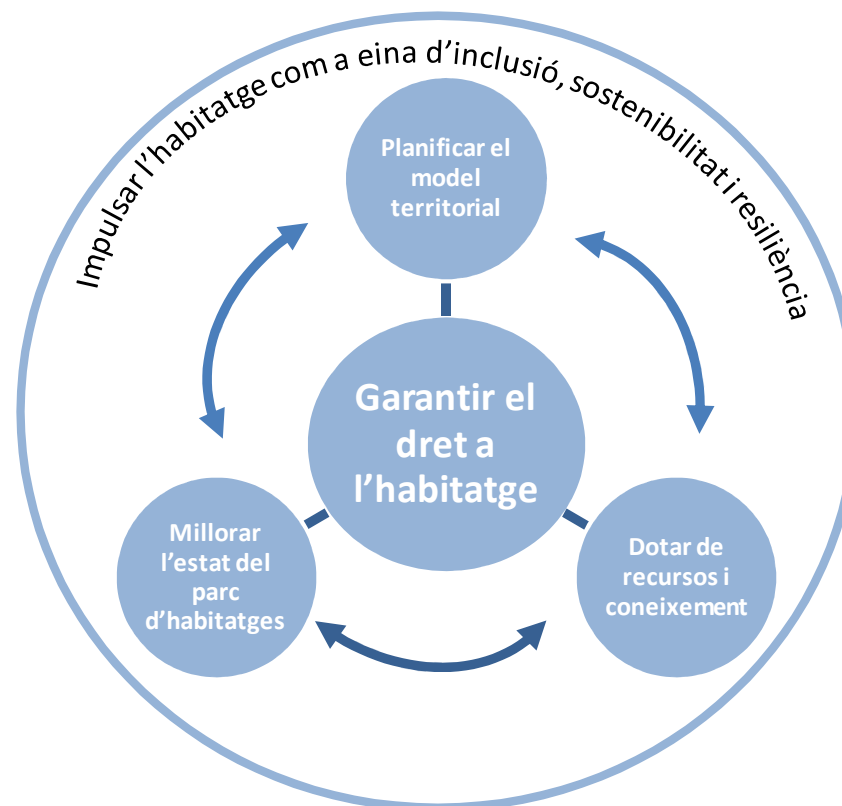 Impulsar l’habitatge com a eina d’inclusió, sostenibilitat i resiliència
Planificar el
model
territorial
Garantir el
dret a
l’habitatge
Millorar
l’estat del
parc
d’habitatges
Dotar de
recursos i
coneixement